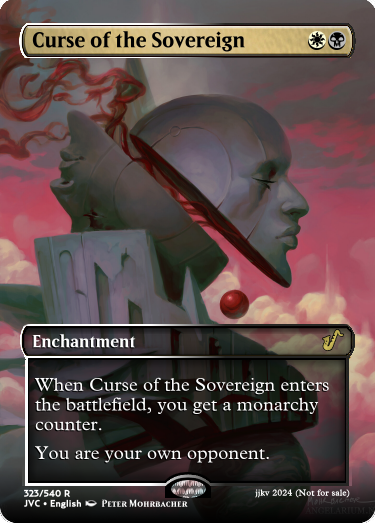 Curse of the Sovereign
Enchantment
When Curse of the Sovereign enters
the battlefield, you get a monarchy
counter.
You are your own opponent.
323/540 R
JVC • English Peter Mohrbacher
jjkv 2024 (Not for sale)